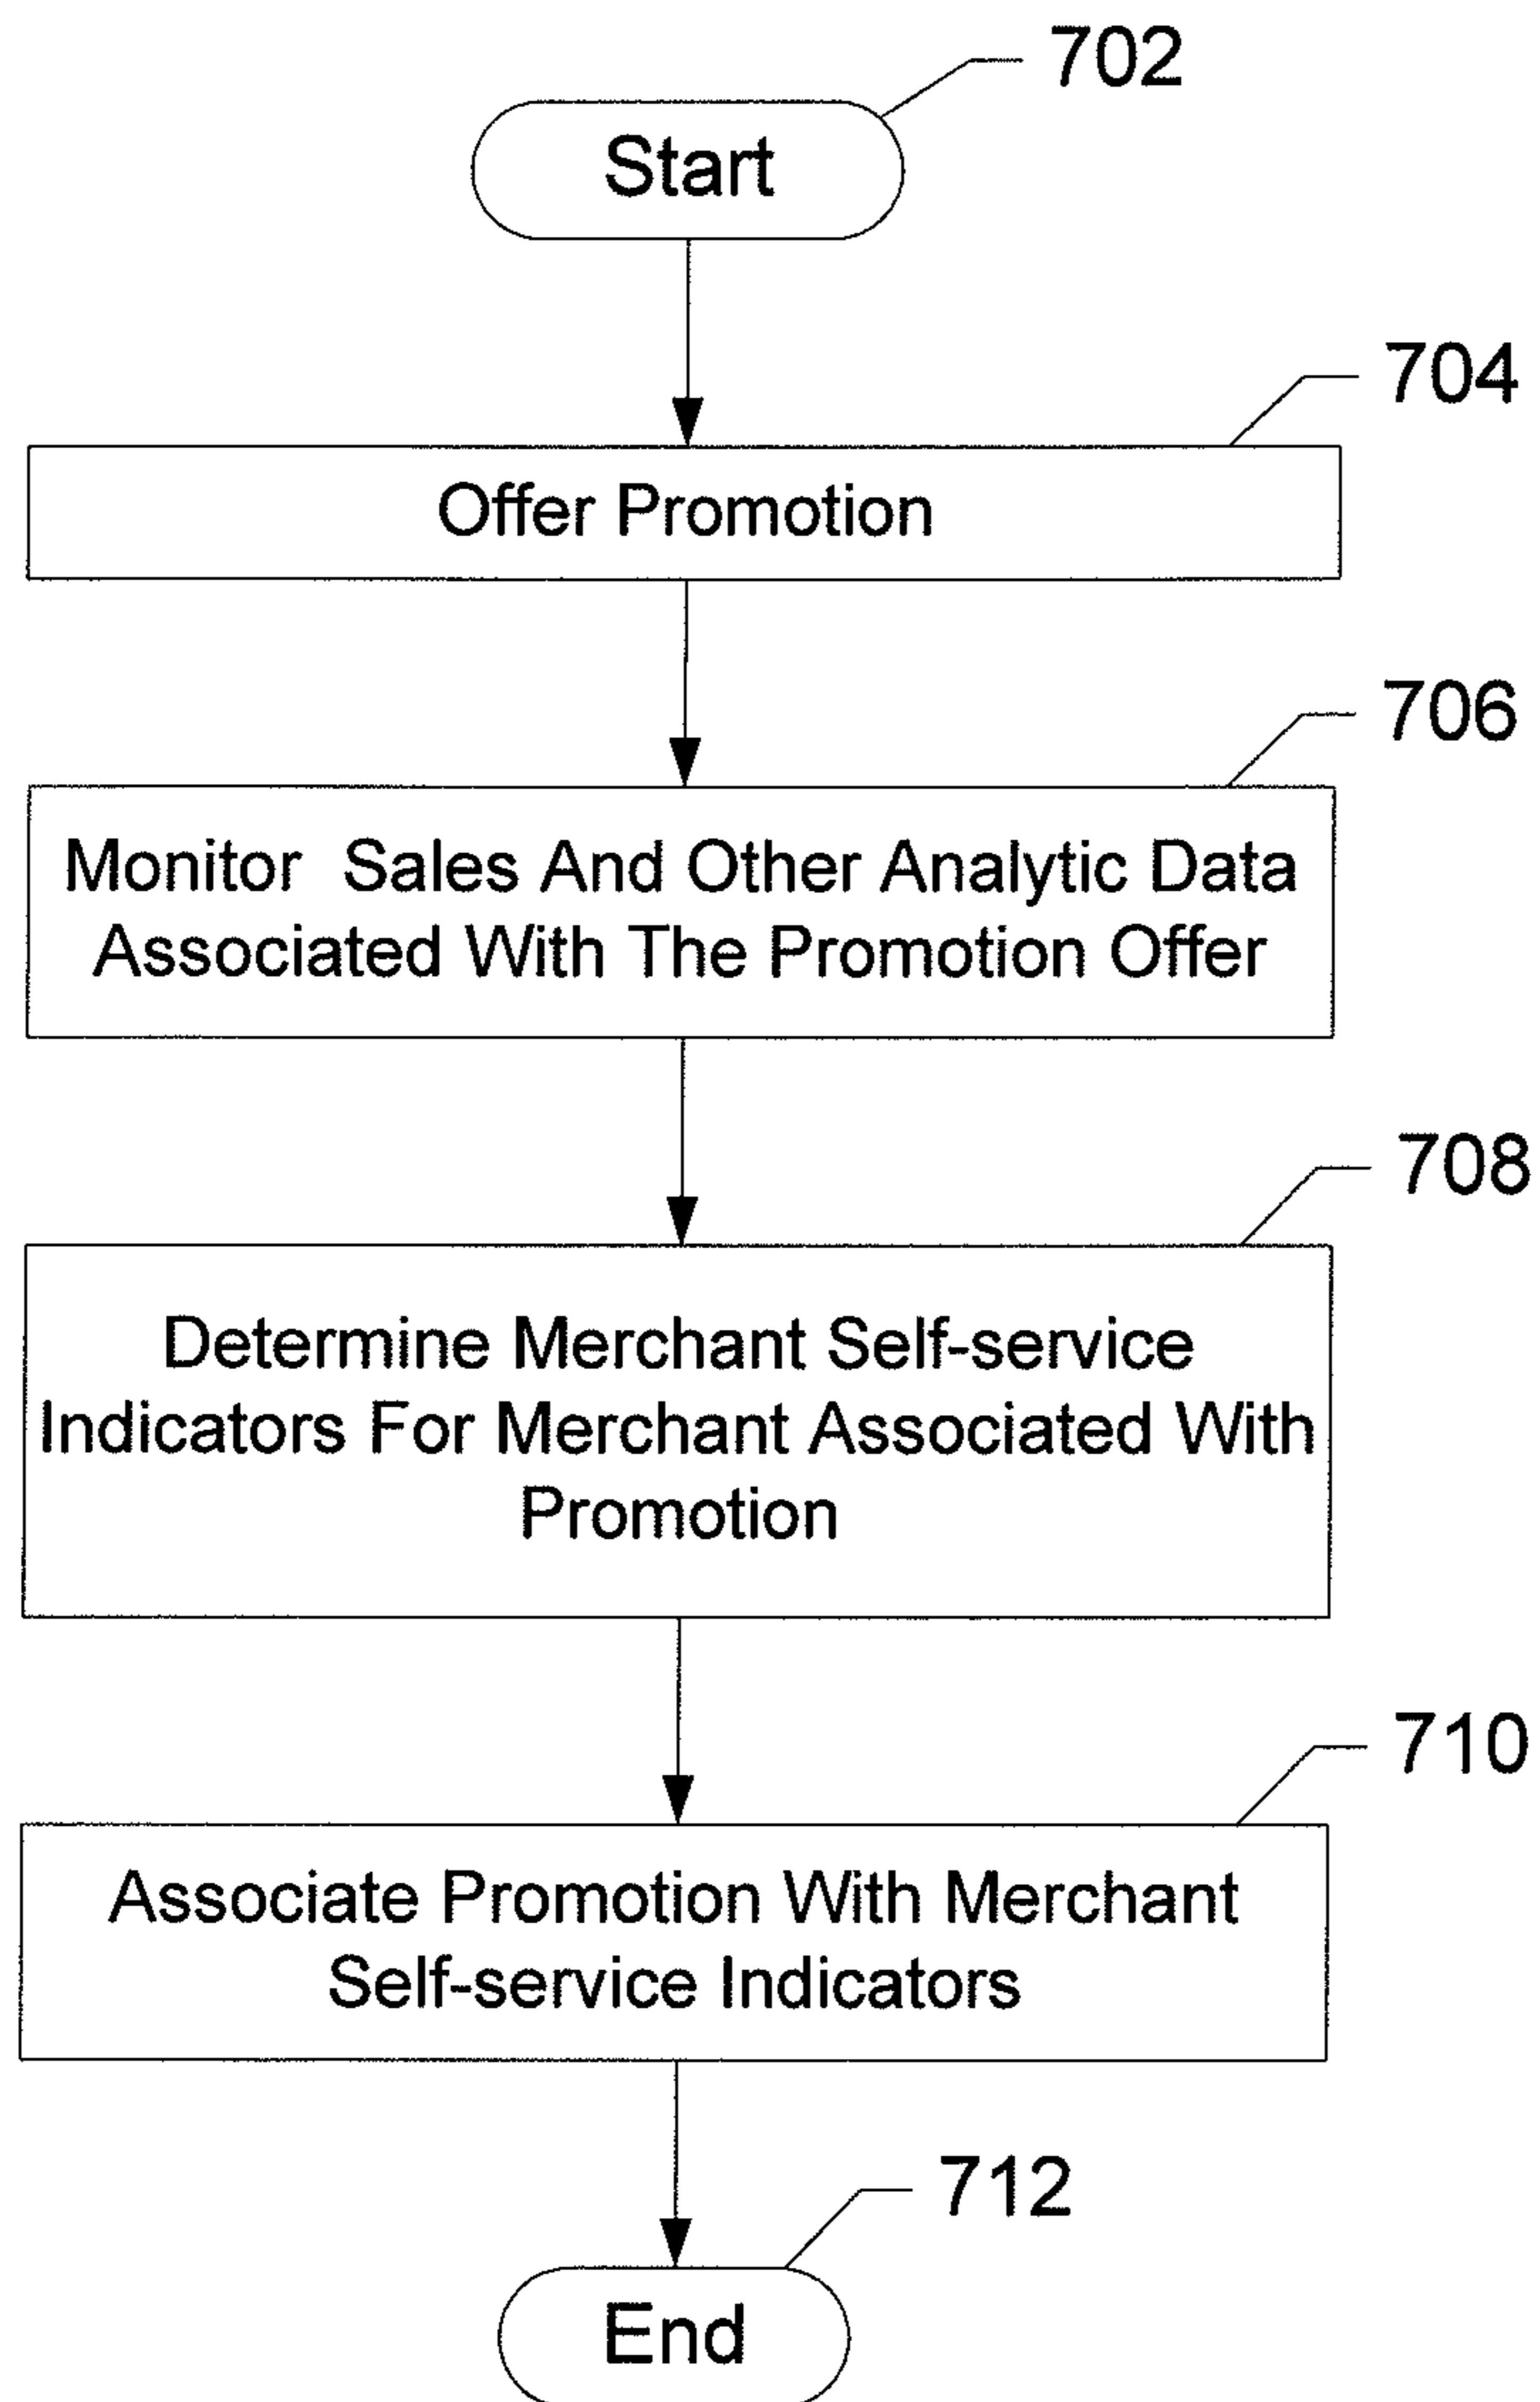 702
Start
704
Offer Promotion
706
Monitor Sales And Other Analytic Data
Associated With The Promotion Offer
708
Determine Merchant Self-service
Indicators For Merchant Associated With
Promotion
710
Associate Promotion With Merchant
Self-service Indicators
712
End